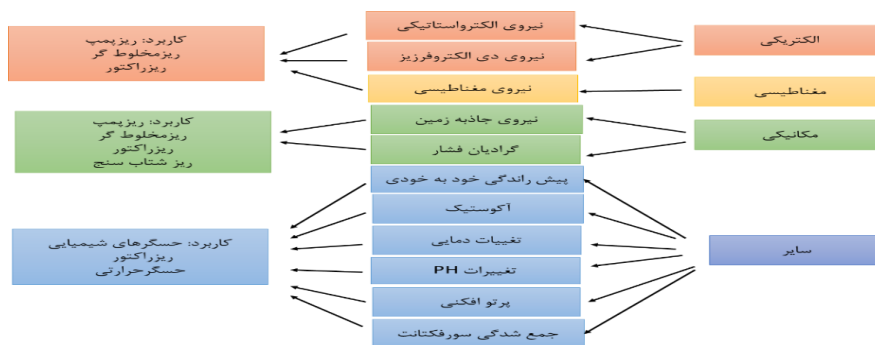 الکتریکی
مغناطیسی
مکانیکی
سایر
نیروی الکترواستاتیکی
نیروی دی الکتروفرزیز
نیروی مغناطیسی
نیروی جاذبه زمین
گرادیان فشار
پیش راندگی خود به خودی
آکوستیک
تغییات دمایی
تغییرات PH
پرتو افکنی
جمع شدگی سورفکتانت
کاربرد: ریزپمپ
ریزمخلوط گر
ریزراکتور
کاربرد: ریزپمپ
ریزمخلوط گر
ریزراکتور
ریز شتاب سنج
کاربرد: حسگرهای شیمیایی
ریزراکتور
حسگرحرارتی